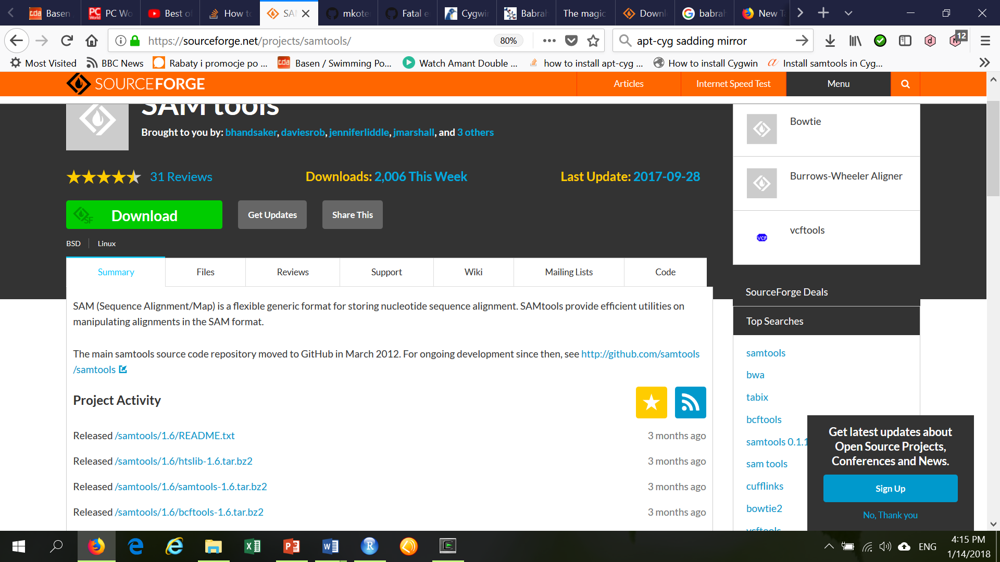 Basen
PC Wo
Best of
How to
SAM
mkote
Fatal e
Cygwi
Babrah
The magic
Downl
babrah
New Ta
https://sourceforge.net/projects/samtools/
80%
apt-cyg sadding mirror
12
Most Visited
BBC News
Rabaty i promocje po ...
Basen / Swimming Po...
Watch Amant Double ...
how to install apt-cyg ...
How to install Cygwin
Install samtools in Cyg...
SOURCEFORGE
Articles
Internet Speed Test
Menu
SAM tools
Brought to you by: bhandsaker, daviesrob, jenniferliddle, jmarshall, and 3 others
31 Reviews
Downloads: 2,006 This Week
Last Update: 2017-09-28
Download
Get Updates
Share This
BSD
Linux
Summary
Files
Reviews
Support
Wiki
Mailing Lists
Code
SAM (Sequence Alignment/Map) is a flexible generic format for storing nucleotide sequence alignment. SAMtools provide efficient utilities on
manipulating alignments in the SAM format.
The main samtools source code repository moved to GitHub in March 2012. For ongoing development since then, see http://github.com/samtools
/samtools
Project Activity
Released /samtools/1.6/README.txt
3 months ago
Released /samtools/1.6/htslib-1.6.tar.bz2
3 months ago
Released /samtools/1.6/samtools-1.6.tar.bz2
3 months ago
Released /samtools/1.6/bcftools-1.6.tar.bz2
3 months ago
Bowtie
Burrows-Wheeler Aligner
VCF
vcftools
SourceForge Deals
Top Searches
samtools
bwa
tabix
bcftools
samtools 0.1.1
sam tools
cufflinks
bowtie2
vcftools
Get latest updates about
Open Source Projects,
Conferences and News.
Sign Up
No, Thank you
ENG
4:15 PM
1/14/2018